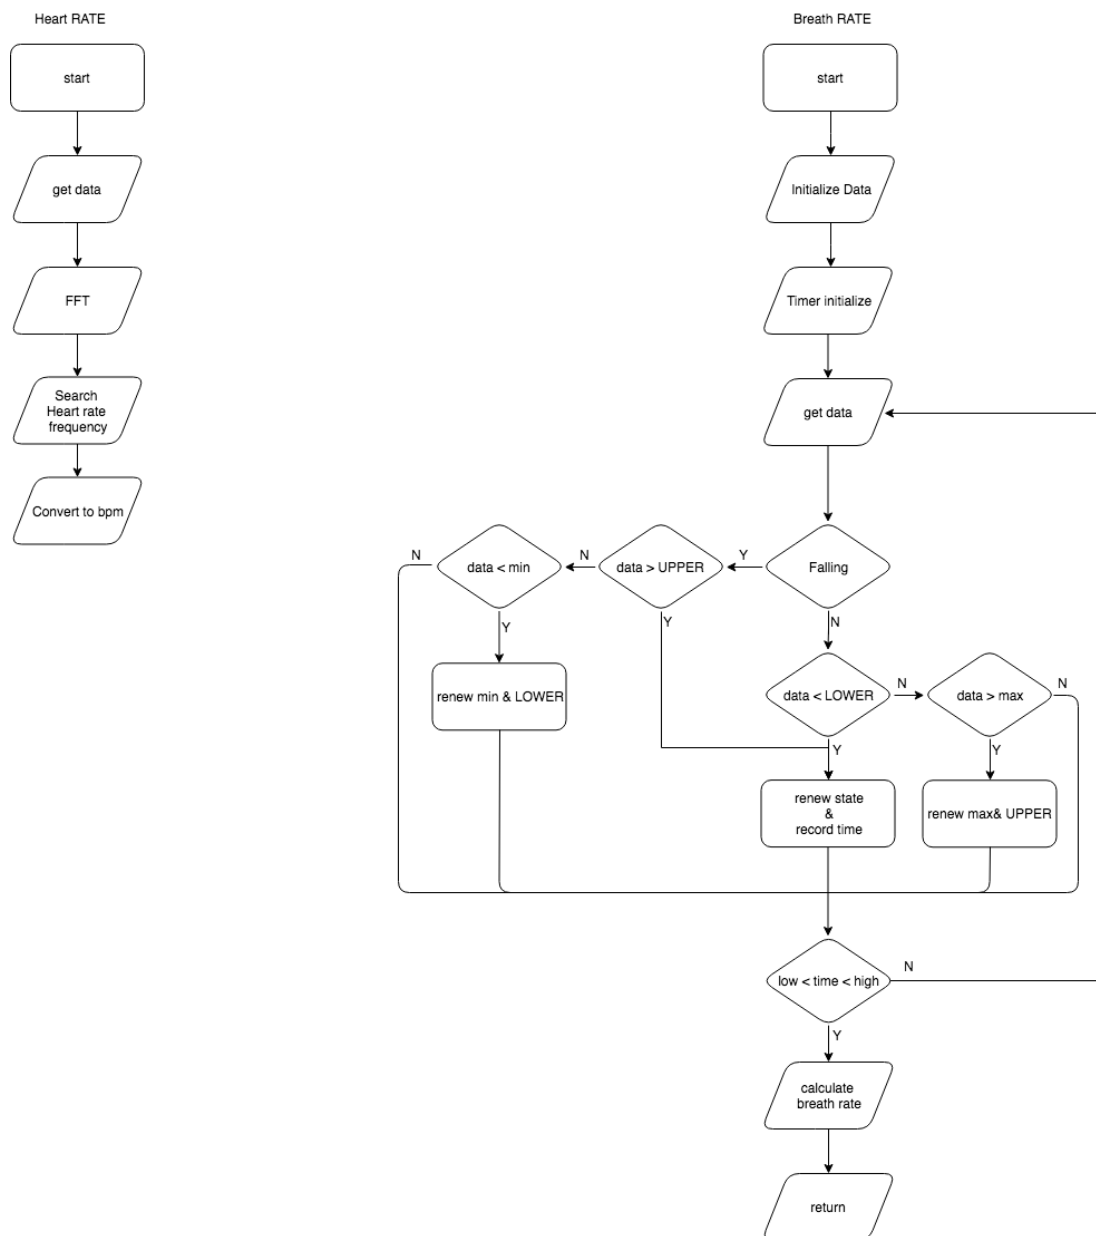 Heart RATE
start
get data
FFT
Search
Heart rate
frequency
Convert to bpm
Breath RATE
start
Initialize Data
Timer initialize
get data
N
data < min
N
data > UPPER
Y
Falling
Y
Y
N
renew min & LOWER
data < LOWER
N
data > max
N
Y
Y
renew state
&
record time
renew max& UPPER
low < time < high
N
Y
calculate
breath rate
return